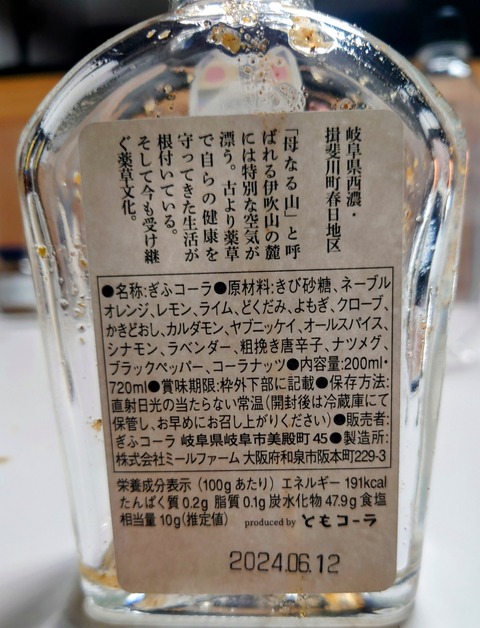 岐阜県西濃・
揖斐川町春日地区
「母なる山」と呼
ばれる伊吹山の麓
には特別な空気が
漂う。古より薬草
で自らの健康を
守ってきた生活が
根付いている。
そして今も受け継
ぐ薬草文化。
●名称:ぎふコーラ●原材料:きび砂糖、ネーブル
オレンジ、レモン、ライム、どくだみ、よもぎ、クローブ、
かきどおし、カルダモン、ヤブニッケイ、オールスパイス、
シナモン、ラベンダー、粗挽き唐辛子、ナツメグ、
ブラックペッパー、コーラナッツ●内容量:200ml・
720ml●賞味期限:枠外下部に記載●保存方法:
直射日光の当たらない常温(開封後は冷蔵庫にて
保管し、お早めにお召し上がりください)●販売者:
ぎふコーラ 岐阜県岐阜市美殿町 45●製造所:
株式会社ミールファーム 大阪府和泉市阪本町229-3
栄養成分表示(100gあたり)エネルギー 191kcal
たんぱく質 0.2g 脂質 0.1g 炭水化物 47.9g 食塩
相当量 10g(推定値) produced by ともコーラ
2024.06.12